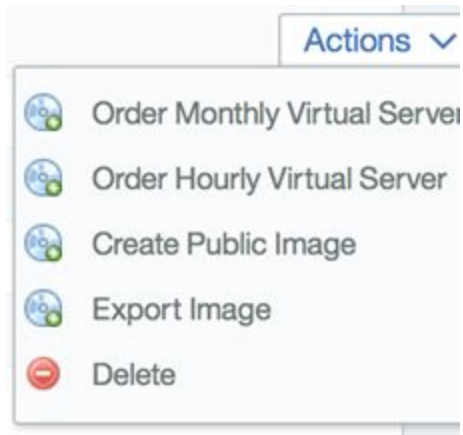 Actions
Order Monthly Virtual Server
Order Hourly Virtual Server
Create Public Image
Export Image
Delete